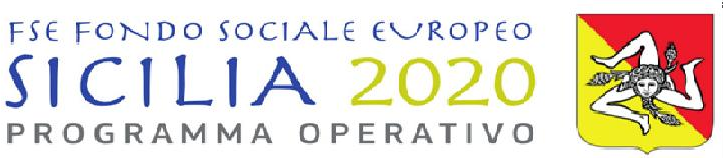 FSE FONDO SOCIALE EUROPEO
SICILIA 2020
PROGRAMMA OPERATIVO